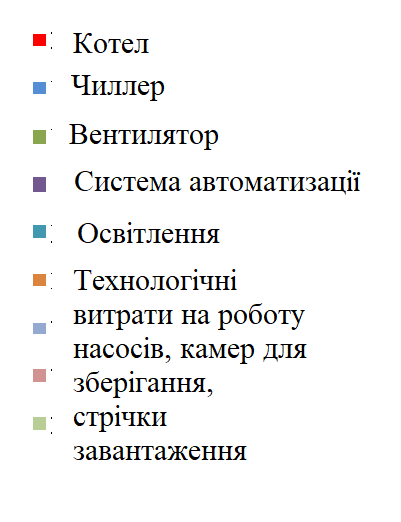 Котел
Чиллер
Вентилятор
Система автоматизації
Освітлення
Технологічні
витрати на роботу
насосів, камер для
зберігання,
стрічки
завантаження